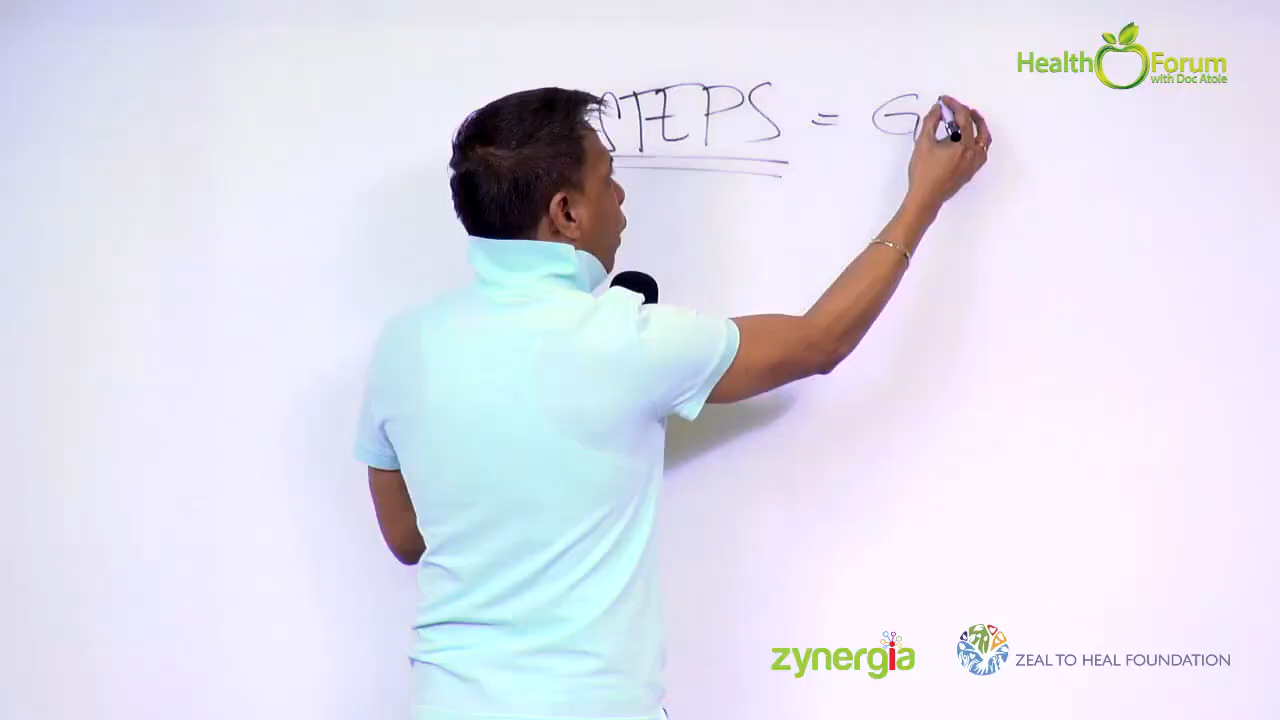 Health Forum
with Doc Atole
STEPS = G
zynergia
ZEAL TO HEAL FOUNDATION